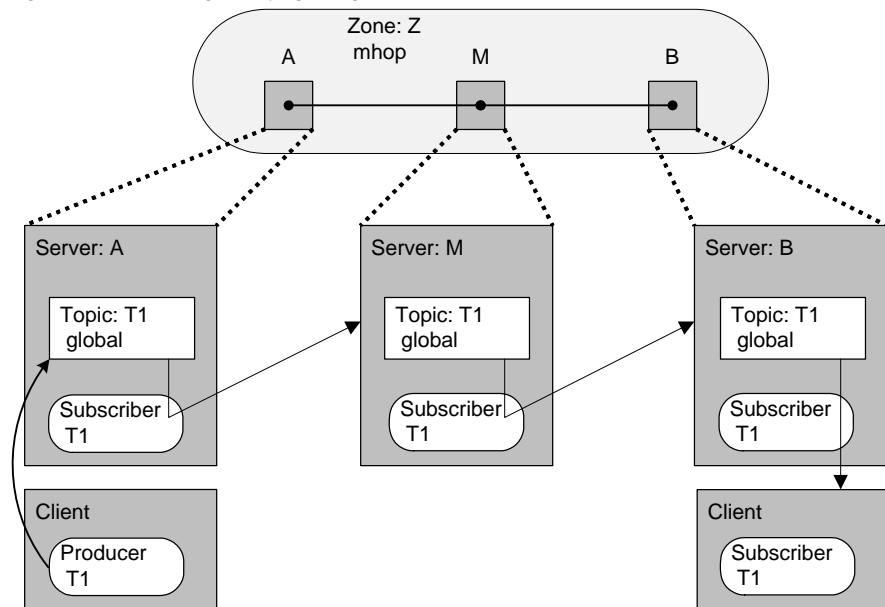 Zone: Z
mhop
A
M
B
Server: A
Server: M
Server: B
Topic: T1
global
Topic: T1
global
Topic: T1
global
Subscriber
T1
Subscriber
T1
Subscriber
T1
Client
Client
Producer
T1
Subscriber
T1